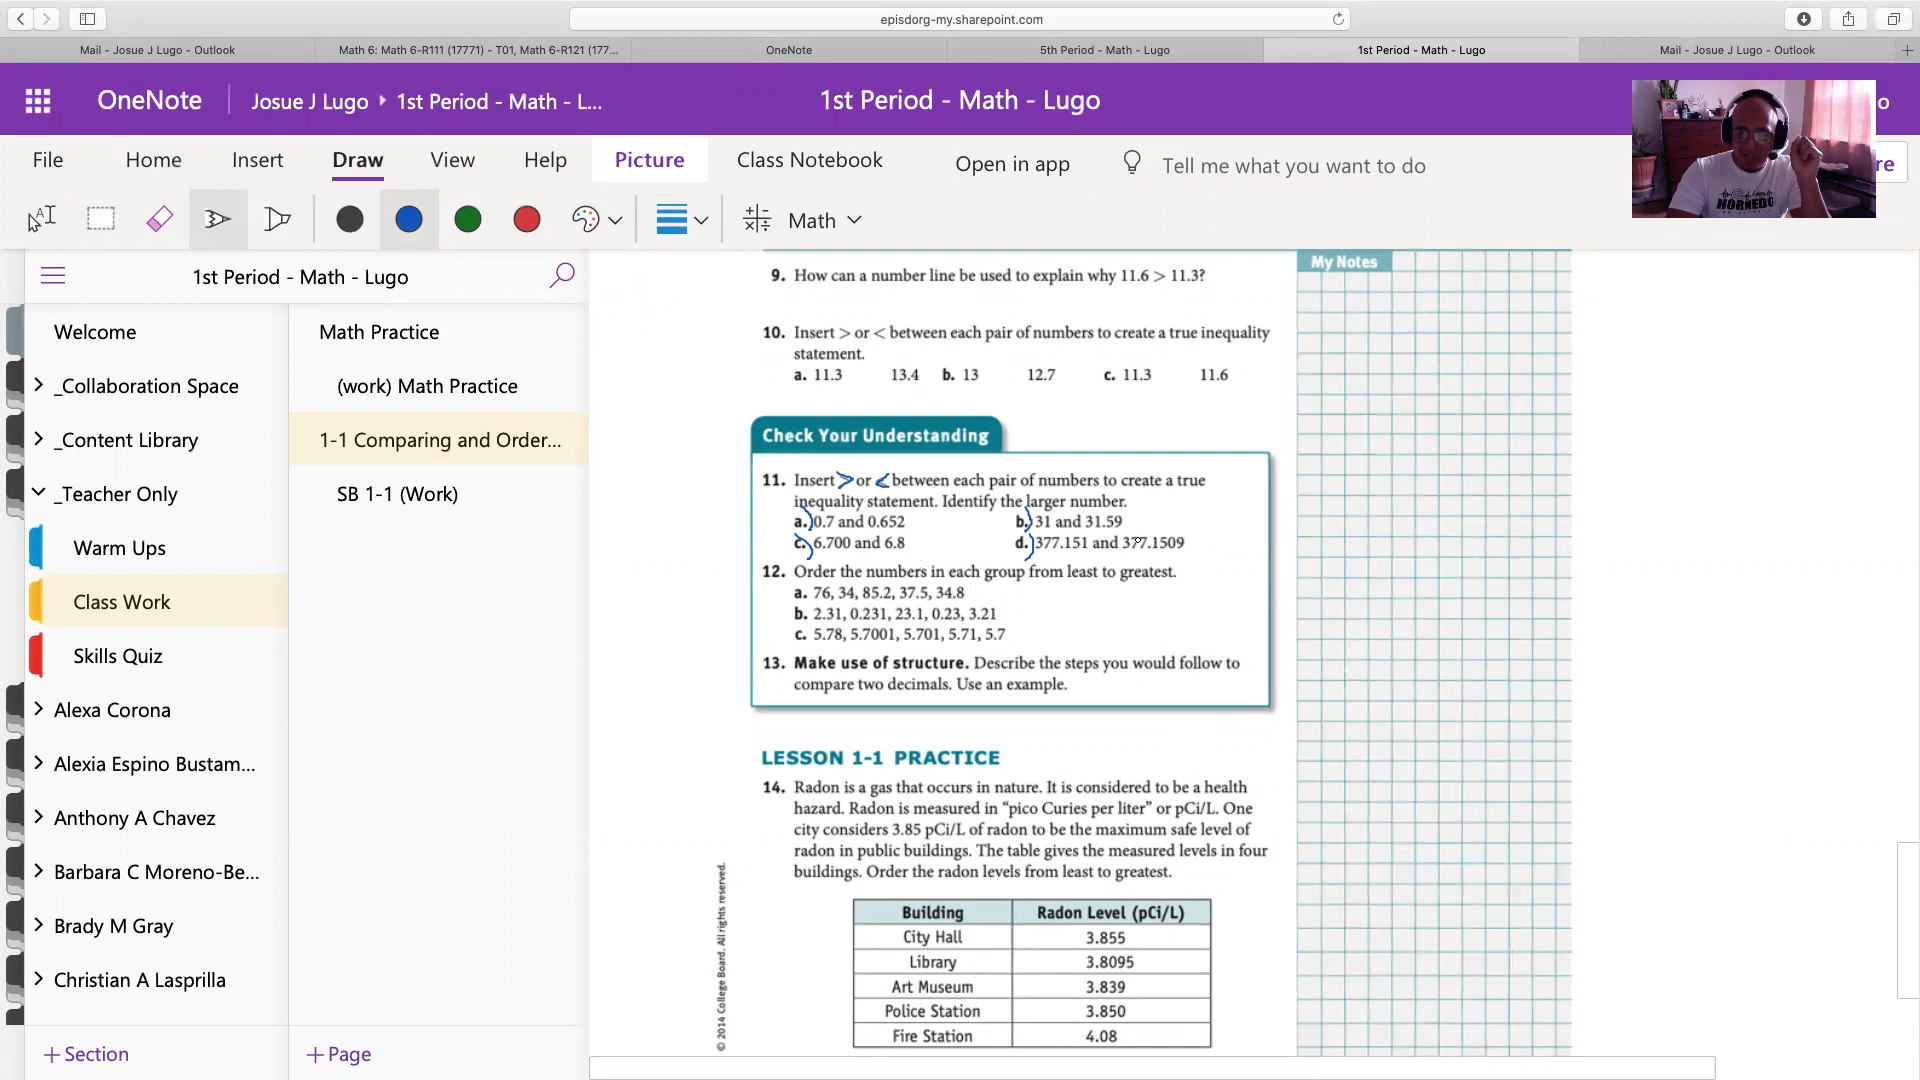 episdorg-my.sharepoint.com
Mail - Josue J Lugo - Outlook
Math 6: Math 6-R111 (17771) - T01, Math 6-R121 (177...
OneNote
5th Period - Math - Lugo
1st Period - Math - Lugo
Mail - Josue J Lugo - Outlook
OneNote
Josue J Lugo
1st Period - Math - L...
1st Period - Math - Lugo
File
Home
Insert
Draw
View
Help
Picture
Class Notebook
Open in app
Tell me what you want to do
HORNEDO
Math
1st Period - Math - Lugo
Welcome
_Collaboration Space
_Content Library
_Teacher Only
Warm Ups
Class Work
Skills Quiz
Alexa Corona
Alexia Espino Bustam...
Anthony A Chavez
Barbara C Moreno-Be...
Brady M Gray
Christian A Lasprilla
+ Section
Math Practice
(work) Math Practice
1-1 Comparing and Order...
SB 1-1 (Work)
+ Page
My Notes
9. How can a number line be used to explain why 11.6 > 11.3?
10. Insert > or < between each pair of numbers to create a true inequality
statement.
a. 11.3 13.4 b. 13 12.7 c. 11.3 11.6
Check Your Understanding
11. Insert > or < between each pair of numbers to create a true
inequality statement. Identify the larger number.
a. 0.7 and 0.652 b. 31 and 31.59
c. 6.700 and 6.8 d. 377.151 and 377.1509
12. Order the numbers in each group from least to greatest.
a. 76, 34, 85.2, 37.5, 34.8
b. 2.31, 0.231, 23.1, 0.23, 3.21
c. 5.78, 5.7001, 5.701, 5.71, 5.7
13. Make use of structure. Describe the steps you would follow to
compare two decimals. Use an example.
LESSON 1-1 PRACTICE
14. Radon is a gas that occurs in nature. It is considered to be a health
hazard. Radon is measured in “pico Curies per liter” or pCi/L. One
city considers 3.85 pCi/L of radon to be the maximum safe level of
radon in public buildings. The table gives the measured levels in four
buildings. Order the radon levels from least to greatest.
Building Radon Level (pCi/L)
City Hall 3.855
Library 3.8095
Art Museum 3.839
Police Station 3.850
Fire Station 4.08
© 2014 College Board. All rights reserved.